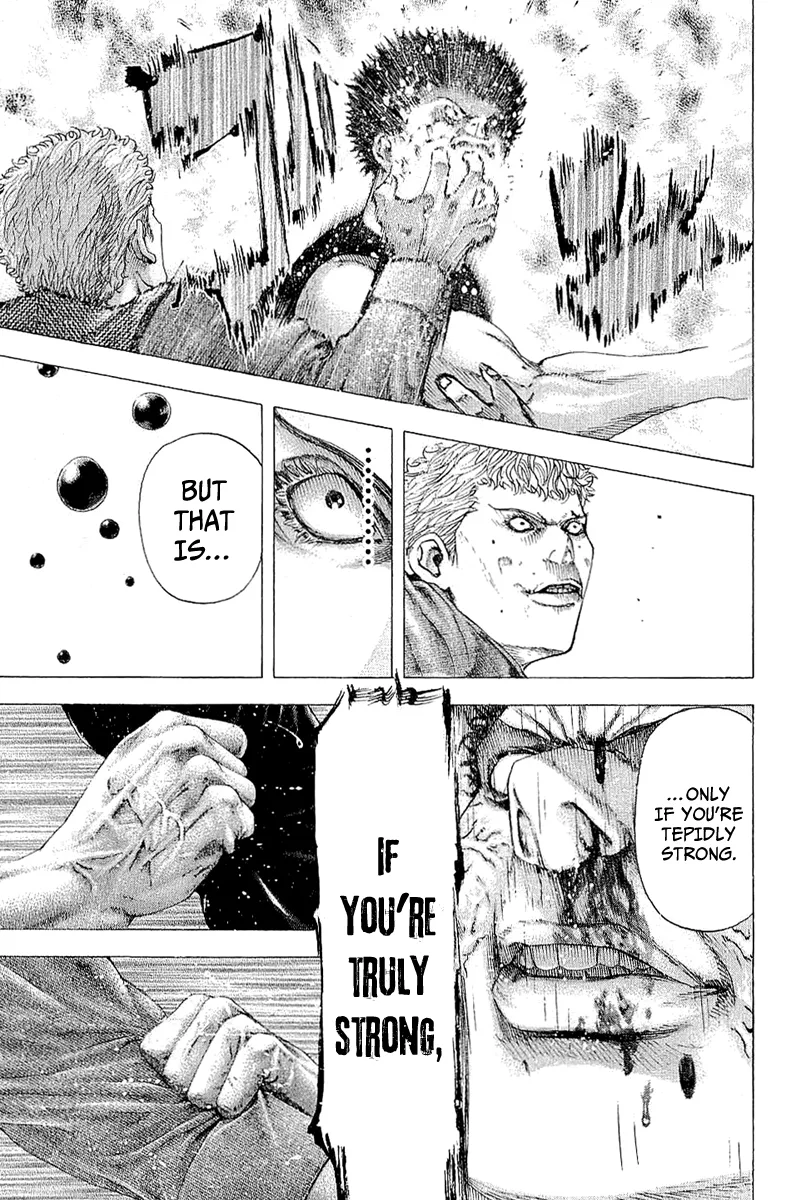 BUT
THAT
IS...
...ONLY
IF YOU'RE
TEPIDLY
STRONG.
IF
YOU'RE
TRULY
STRONG,